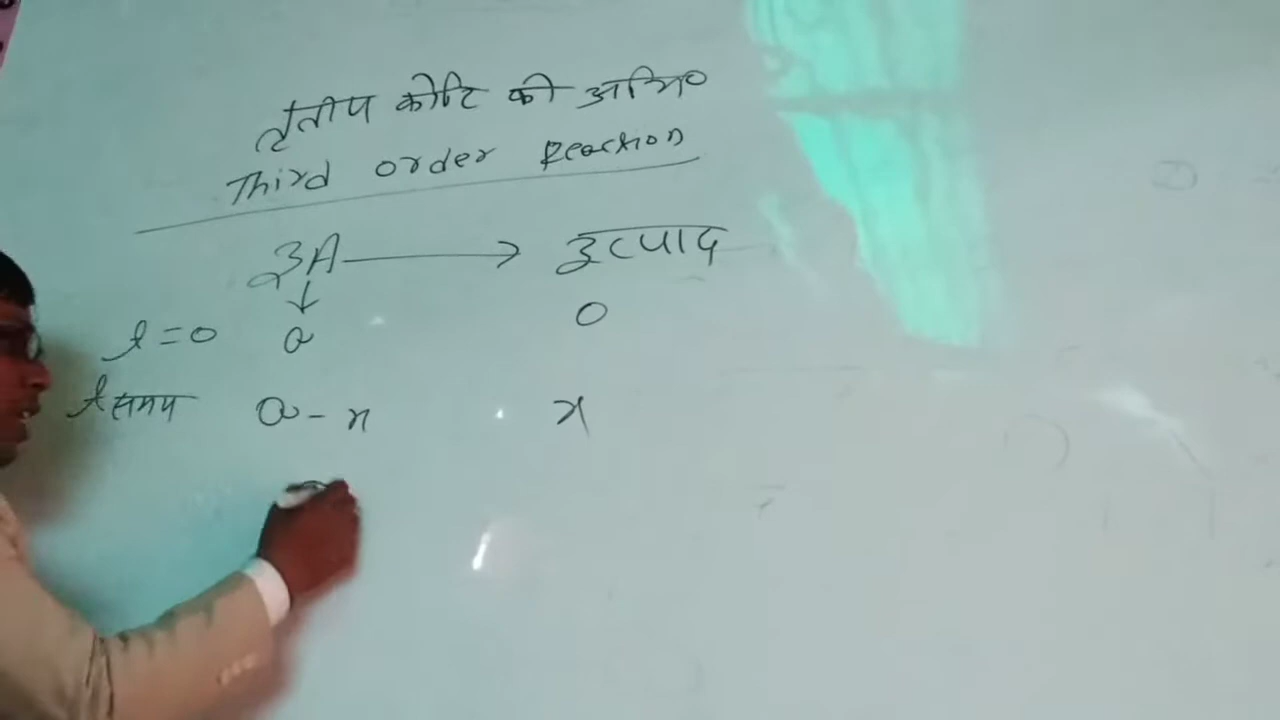 तृतीय कोटि की अभि०
Third order Reaction
3A → उत्पाद
↓
t=0 a 0
t समय a-x x